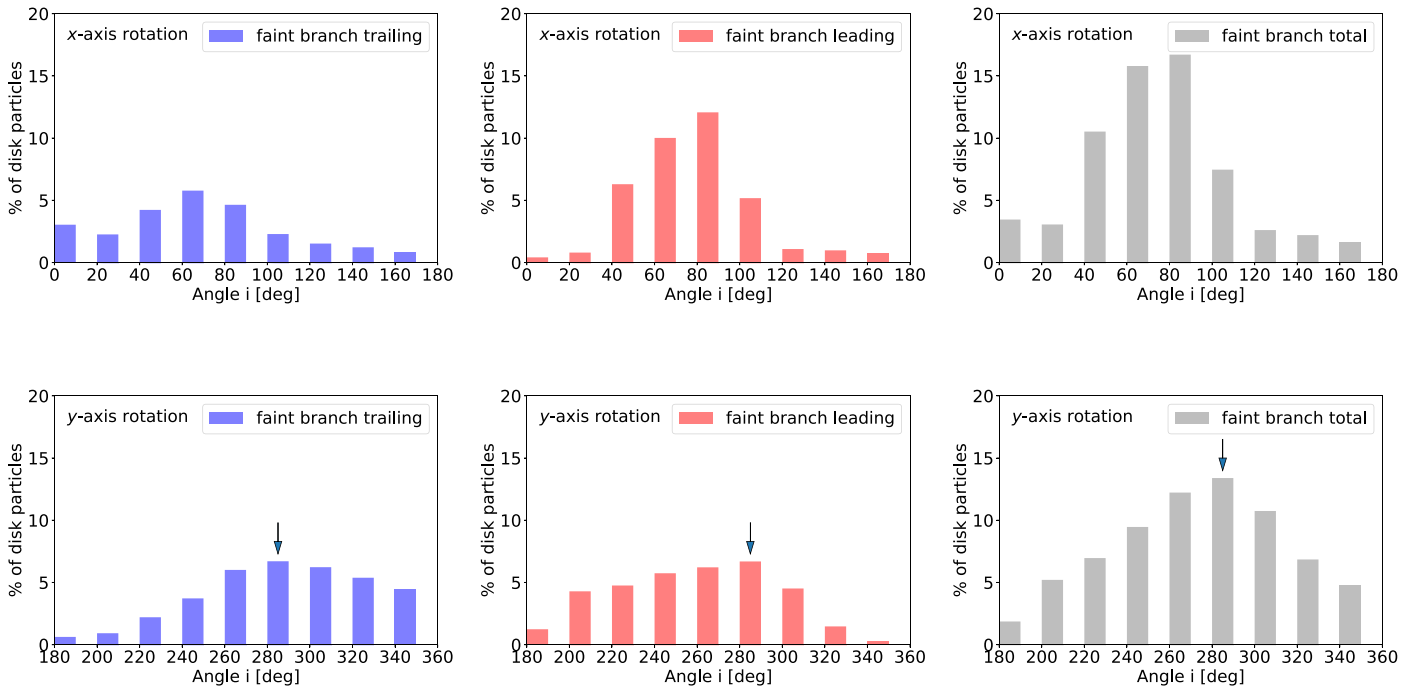 x-axis rotation
faint branch trailing
% of disk particles
0
5
10
15
20
0 20 40 60 80 100 120 140 160 180
Angle i [deg]
x-axis rotation
faint branch leading
% of disk particles
0
5
10
15
20
0 20 40 60 80 100 120 140 160 180
Angle i [deg]
x-axis rotation
faint branch total
% of disk particles
0
5
10
15
20
0 20 40 60 80 100 120 140 160 180
Angle i [deg]
y-axis rotation
faint branch trailing
% of disk particles
0
5
10
15
20
180 200 220 240 260 280 300 320 340 360
Angle i [deg]
y-axis rotation
faint branch leading
% of disk particles
0
5
10
15
20
180 200 220 240 260 280 300 320 340 360
Angle i [deg]
y-axis rotation
faint branch total
% of disk particles
0
5
10
15
20
180 200 220 240 260 280 300 320 340 360
Angle i [deg]